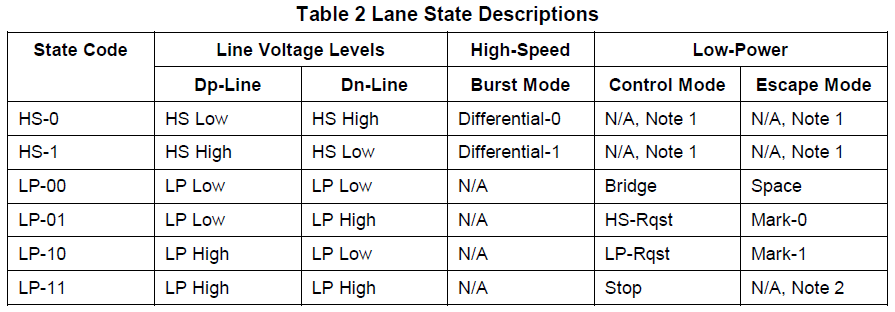 Table 2 Lane State Descriptions
State Code Line Voltage Levels High-Speed Low-Power
Dp-Line Dn-Line Burst Mode Control Mode Escape Mode
HS-0 HS Low HS High Differential-0 N/A, Note 1 N/A, Note 1
HS-1 HS High HS Low Differential-1 N/A, Note 1 N/A, Note 1
LP-00 LP Low LP Low N/A Bridge Space
LP-01 LP Low LP High N/A HS-Rqst Mark-0
LP-10 LP High LP Low N/A LP-Rqst Mark-1
LP-11 LP High LP High N/A Stop N/A, Note 2